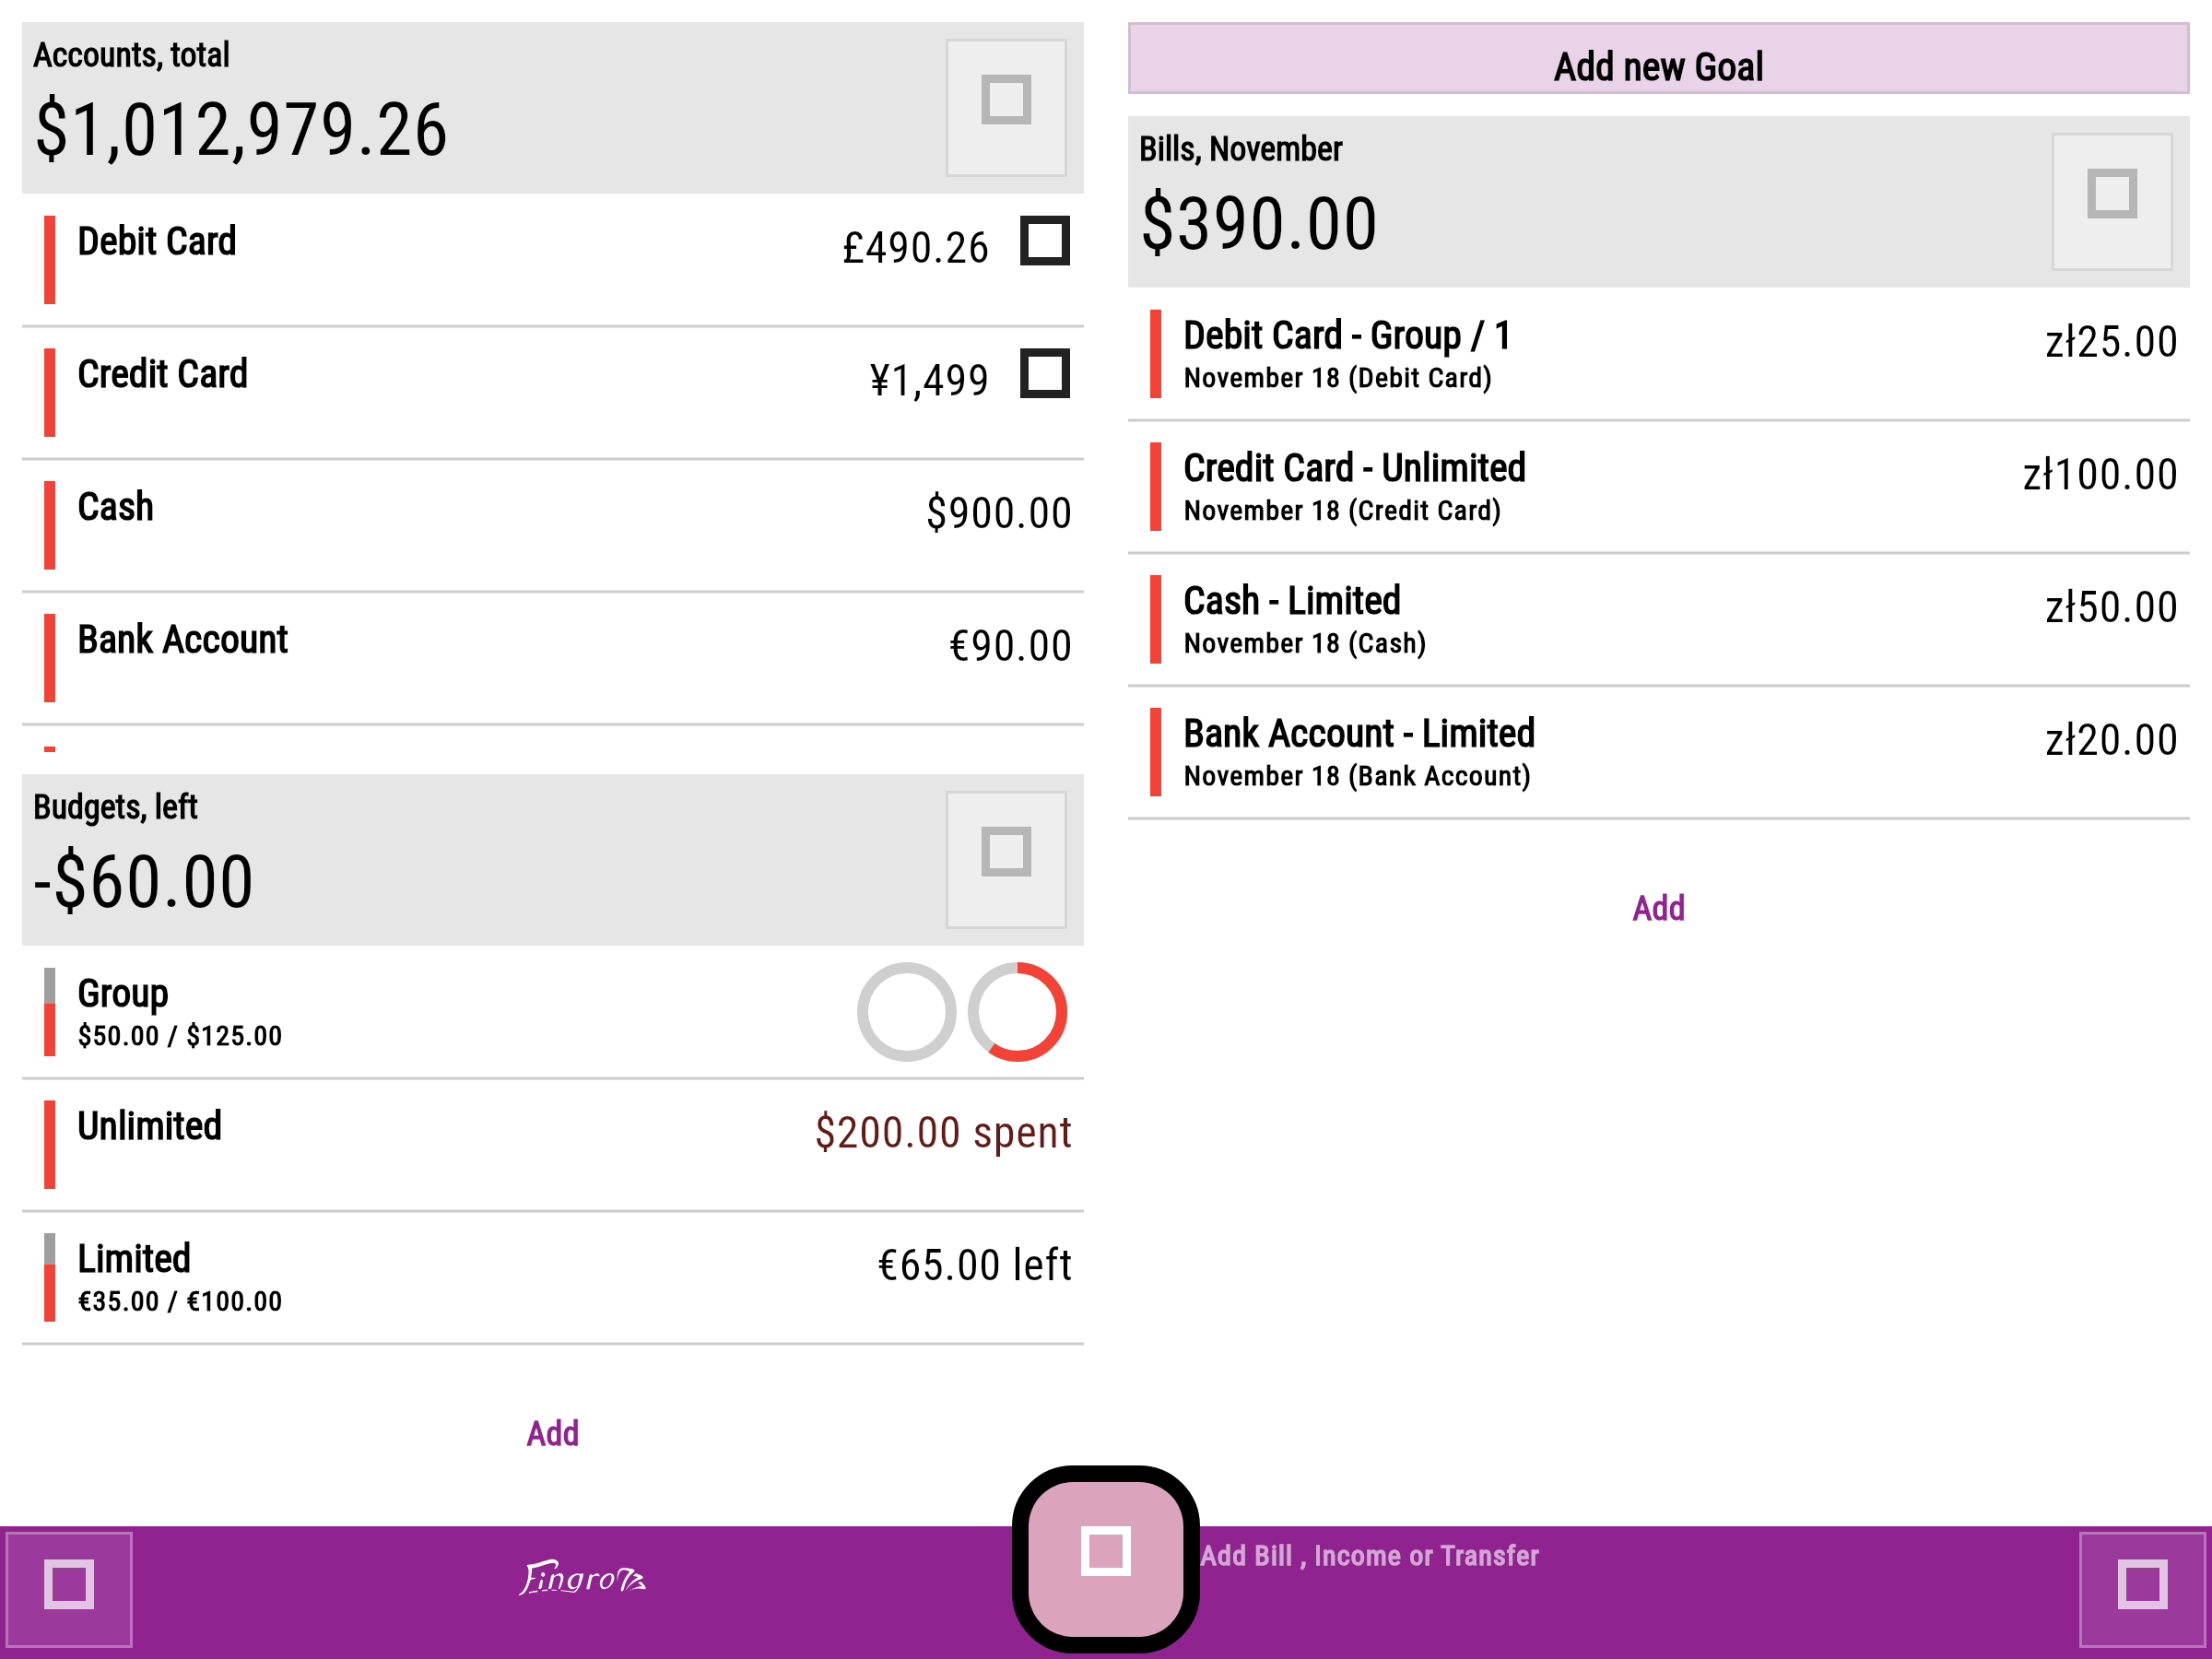 Accounts, total
$1,012,979.26
Debit Card
£490.26
Credit Card
¥1,499
Cash
$900.00
Bank Account
€90.00
Budgets, left
-$60.00
Group
$50.00 / $125.00
Unlimited
$200.00 spent
Limited
€65.00 left
€35.00 / €100.00
Add
Add new Goal
Bills, November
$390.00
Debit Card - Group / 1
zł25.00
November 18 (Debit Card)
Credit Card - Unlimited
zł100.00
November 18 (Credit Card)
Cash - Limited
zł50.00
November 18 (Cash)
Bank Account - Limited
zł20.00
November 18 (Bank Account)
Add
Fingro
Add Bill , Income or Transfer